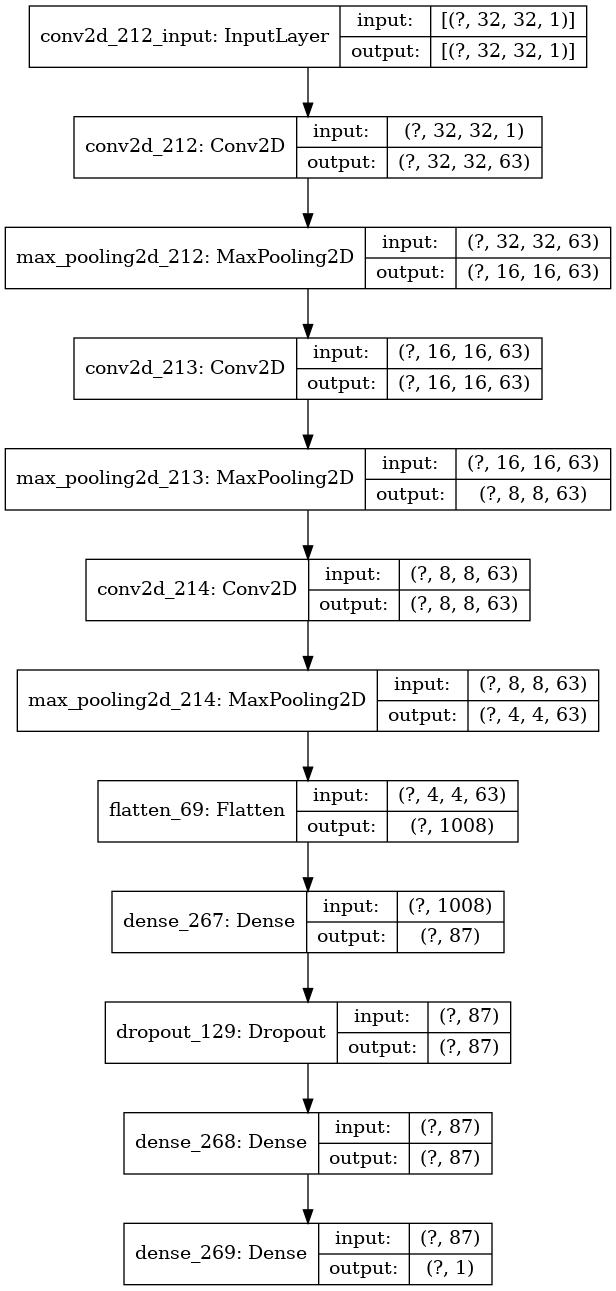 conv2d_212_input: InputLayer
input: [(?, 32, 32, 1)]
output: [(?, 32, 32, 1)]
conv2d_212: Conv2D
input: (?, 32, 32, 1)
output: (?, 32, 32, 63)
max_pooling2d_212: MaxPooling2D
input: (?, 32, 32, 63)
output: (?, 16, 16, 63)
conv2d_213: Conv2D
input: (?, 16, 16, 63)
output: (?, 16, 16, 63)
max_pooling2d_213: MaxPooling2D
input: (?, 16, 16, 63)
output: (?, 8, 8, 63)
conv2d_214: Conv2D
input: (?, 8, 8, 63)
output: (?, 8, 8, 63)
max_pooling2d_214: MaxPooling2D
input: (?, 8, 8, 63)
output: (?, 4, 4, 63)
flatten_69: Flatten
input: (?, 4, 4, 63)
output: (?, 1008)
dense_267: Dense
input: (?, 1008)
output: (?, 87)
dropout_129: Dropout
input: (?, 87)
output: (?, 87)
dense_268: Dense
input: (?, 87)
output: (?, 87)
dense_269: Dense
input: (?, 87)
output: (?, 1)